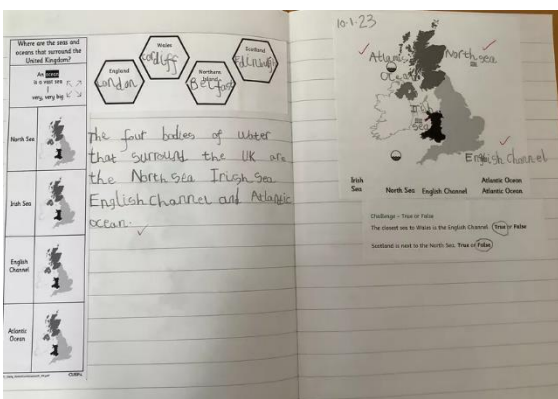 Where are the seas and
oceans that surround the
United Kingdom?
An ocean
is a vast sea
very, very big
North Sea
Irish Sea
English
Channel
Atlantic
Ocean
England
London
Wales
Cardiff
Northern
Ireland
Belfast
Scotland
Edinburgh
The four bodies of water
that surround the UK are
the North Sea Irish Sea
English Channel and Atlantic
ocean.
10.1.23
Atlantic
Ocean
North sea
Irish
Sea
English Channel
Irish
Sea
North Sea
English Channel
Atlantic Ocean
Atlantic Ocean
Challenge – True or False
The closest sea to Wales is the English Channel. True or False
Scotland is next to the North Sea. True or False